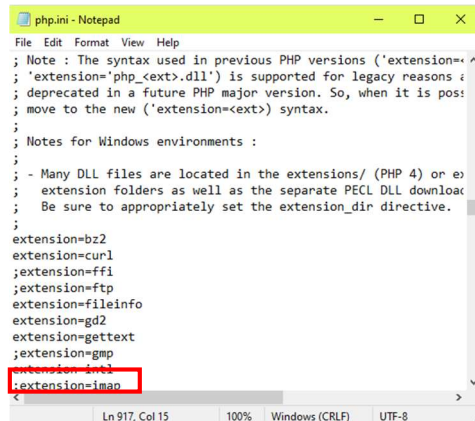 php.ini - Notepad
File Edit Format View Help
; Note : The syntax used in previous PHP versions ('extension=<
; 'extension='php_<ext>.dll') is supported for legacy reasons a
; deprecated in a future PHP major version. So, when it is poss
; move to the new ('extension=<ext>) syntax.
;
; Notes for Windows environments :
;
; - Many DLL files are located in the extensions/ (PHP 4) or ex
; extension folders as well as the separate PECL DLL download
; Be sure to appropriately set the extension_dir directive.
;
extension=bz2
extension=curl
;extension=ffi
;extension=ftp
extension=fileinfo
extension=gd2
extension=gettext
;extension=gmp
extension=intl
;extension=imap
Ln 917, Col 15 100% Windows (CRLF) UTF-8